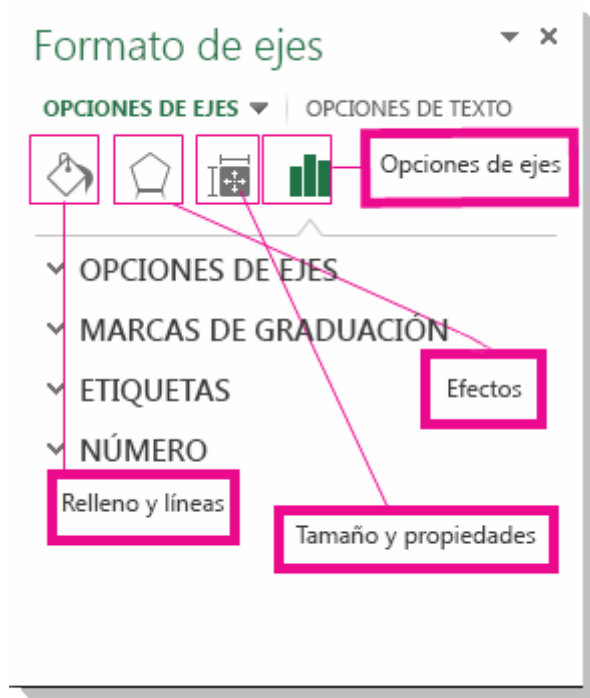 Formato de ejes
OPCIONES DE EJES
OPCIONES DE TEXTO
Opciones de ejes
OPCIONES DE EJES
MARCAS DE GRADUACIÓN
ETIQUETAS
Efectos
NÚMERO
Relleno y líneas
Tamaño y propiedades